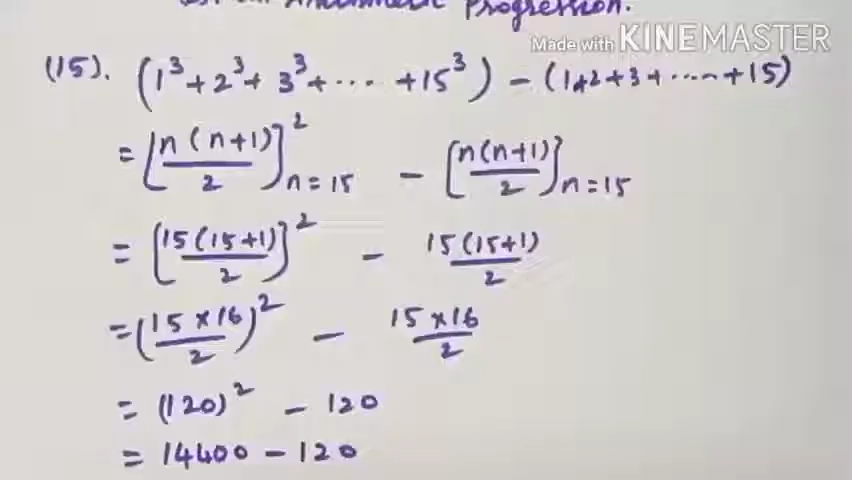 Progression.
Made with KINEMASTER
(15). (1³ + 2³ + 3³ + ... + 15³) - (1+2+3+.....+15)
= [n(n+1)/2]² n=15 - [n(n+1)/2] n=15
= [15(15+1)/2]² - 15(15+1)/2
= (15×16/2)² - 15×16/2
= (120)² - 120
= 14400 - 120